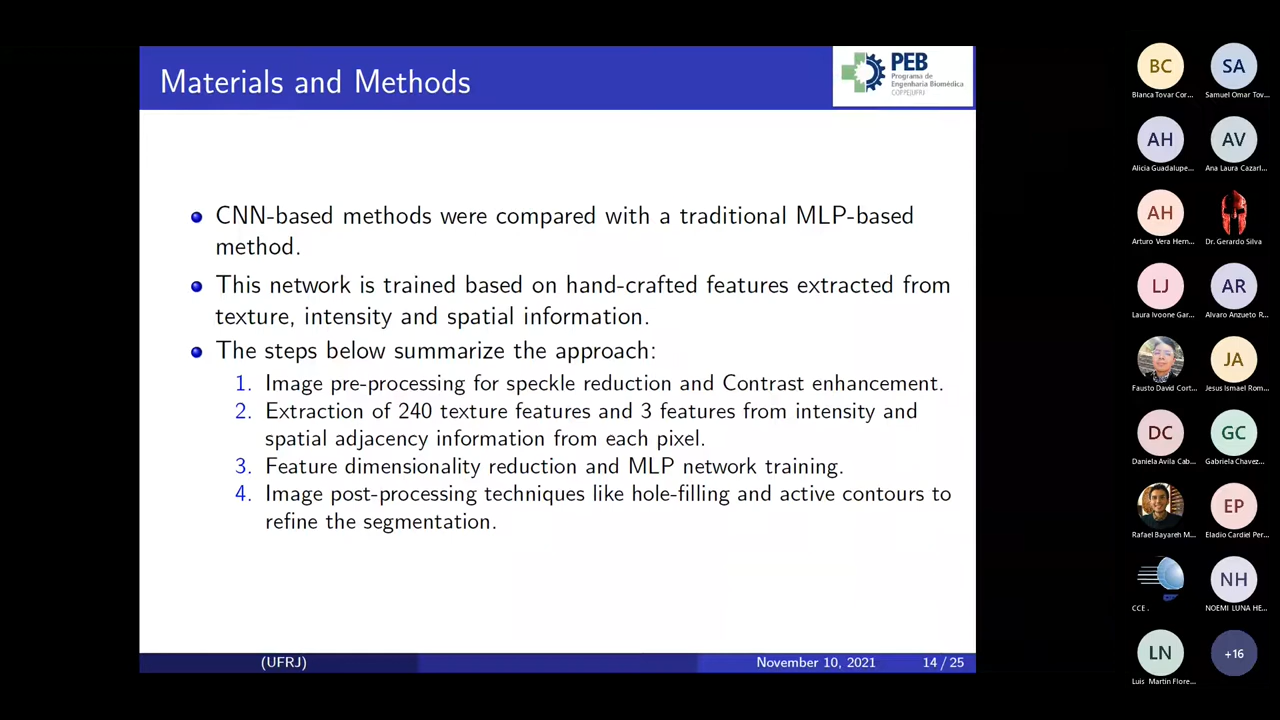 Materials and Methods
PEB
Programa de
Engenharia Biomédica
COPPE/UFRJ
CNN-based methods were compared with a traditional MLP-based
method.
This network is trained based on hand-crafted features extracted from
texture, intensity and spatial information.
The steps below summarize the approach:
1. Image pre-processing for speckle reduction and Contrast enhancement.
2. Extraction of 240 texture features and 3 features from intensity and
spatial adjacency information from each pixel.
3. Feature dimensionality reduction and MLP network training.
4. Image post-processing techniques like hole-filling and active contours to
refine the segmentation.
(UFRJ)
November 10, 2021
14 / 25
BC
SA
Blanca Tovar Cor...
Samuel Omar Tov...
AH
AV
Alicia Guadalupe...
Ana Laura Cazarl...
AH
Arturo Vera Hern...
Dr. Gerardo Silva
LJ
AR
Laura Ivoone Gar...
Alvaro Anzueto R...
JA
Fausto David Cort...
Jesus Ismael Rom...
DC
GC
Daniela Avila Cab...
Gabriela Chavez...
EP
Rafael Bayareh M...
Eladio Cardiel Per...
NH
CCE .
NOEMI LUNA HE...
LN
+16
Luis Martin Flore...